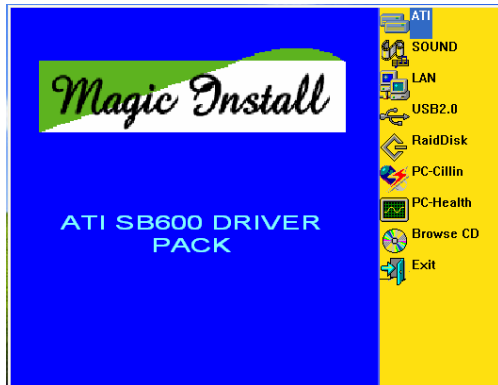 Magic Install
ATI SB600 DRIVER
PACK
ATI
SOUND
LAN
USB2.0
RaidDisk
PC-Cillin
PC-Health
Browse CD
Exit